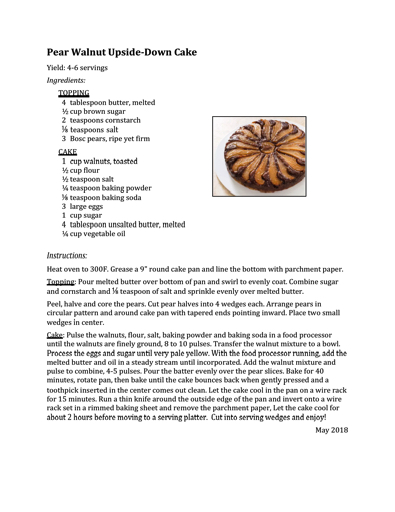 Pear Walnut Upside-Down Cake
Yield: 4-6 servings
Ingredients:
TOPPING
4 tablespoon butter, melted
½ cup brown sugar
2 teaspoons cornstarch
⅛ teaspoons salt
3 Bosc pears, ripe yet firm
CAKE
1 cup walnuts, toasted
½ cup flour
½ teaspoon salt
¼ teaspoon baking powder
⅛ teaspoon baking soda
3 large eggs
1 cup sugar
4 tablespoon unsalted butter, melted
¼ cup vegetable oil
Instructions:
Heat oven to 300F. Grease a 9" round cake pan and line the bottom with parchment paper.
Topping: Pour melted butter over bottom of pan and swirl to evenly coat. Combine sugar
and cornstarch and ⅛ teaspoon of salt and sprinkle evenly over melted butter.
Peel, halve and core the pears. Cut pear halves into 4 wedges each. Arrange pears in
circular pattern and around cake pan with tapered ends pointing inward. Place two small
wedges in center.
Cake: Pulse the walnuts, flour, salt, baking powder and baking soda in a food processor
until the walnuts are finely ground, 8 to 10 pulses. Transfer the walnut mixture to a bowl.
Process the eggs and sugar until very pale yellow. With the food processor running, add the
melted butter and oil in a steady stream until incorporated. Add the walnut mixture and
pulse to combine, 4-5 pulses. Pour the batter evenly over the pear slices. Bake for 40
minutes, rotate pan, then bake until the cake bounces back when gently pressed and a
toothpick inserted in the center comes out clean. Let the cake cool in the pan on a wire rack
for 15 minutes. Run a thin knife around the outside edge of the pan and invert onto a wire
rack set in a rimmed baking sheet and remove the parchment paper, Let the cake cool for
about 2 hours before moving to a serving platter. Cut into serving wedges and enjoy!
May 2018